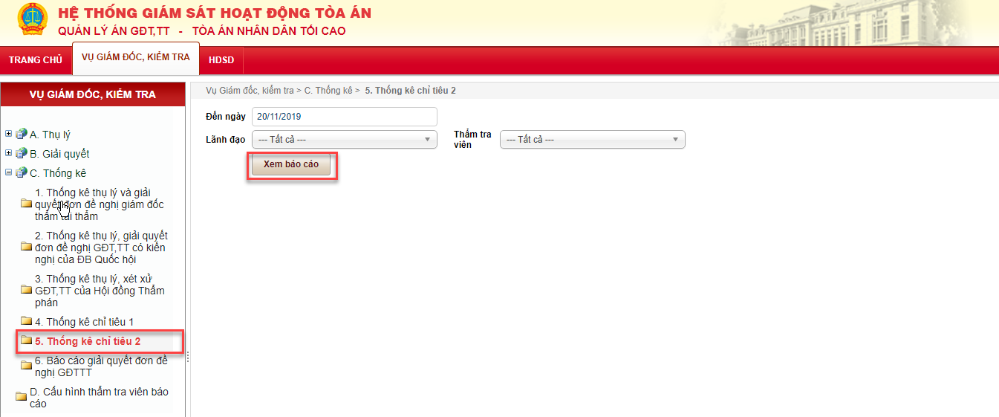 HỆ THỐNG GIÁM SÁT HOẠT ĐỘNG TÒA ÁN
QUẢN LÝ ÁN GĐT,TT - TÒA ÁN NHÂN DÂN TỐI CAO
TRANG CHỦ
VỤ GIÁM ĐỐC, KIỂM TRA
HDSD
VỤ GIÁM ĐỐC, KIỂM TRA
A. Thụ lý
B. Giải quyết
C. Thống kê
1. Thống kê thụ lý và giải
quyết đơn đề nghị giám đốc
thẩm tái thẩm
2. Thống kê thụ lý, giải quyết
đơn đề nghị GĐT,TT có kiến
nghị của ĐB Quốc hội
3. Thống kê thụ lý, xét xử
GĐT,TT của Hội đồng Thẩm
phán
4. Thống kê chỉ tiêu 1
5. Thống kê chỉ tiêu 2
6. Báo cáo giải quyết đơn đề
nghị GĐTTT
D. Cấu hình thẩm tra viên báo
cáo
Vụ Giám đốc, kiểm tra > C. Thống kê > 5. Thống kê chỉ tiêu 2
Đến ngày 20/11/2019
Lãnh đạo --- Tất cả --- Thẩm tra
viên --- Tất cả ---
Xem báo cáo